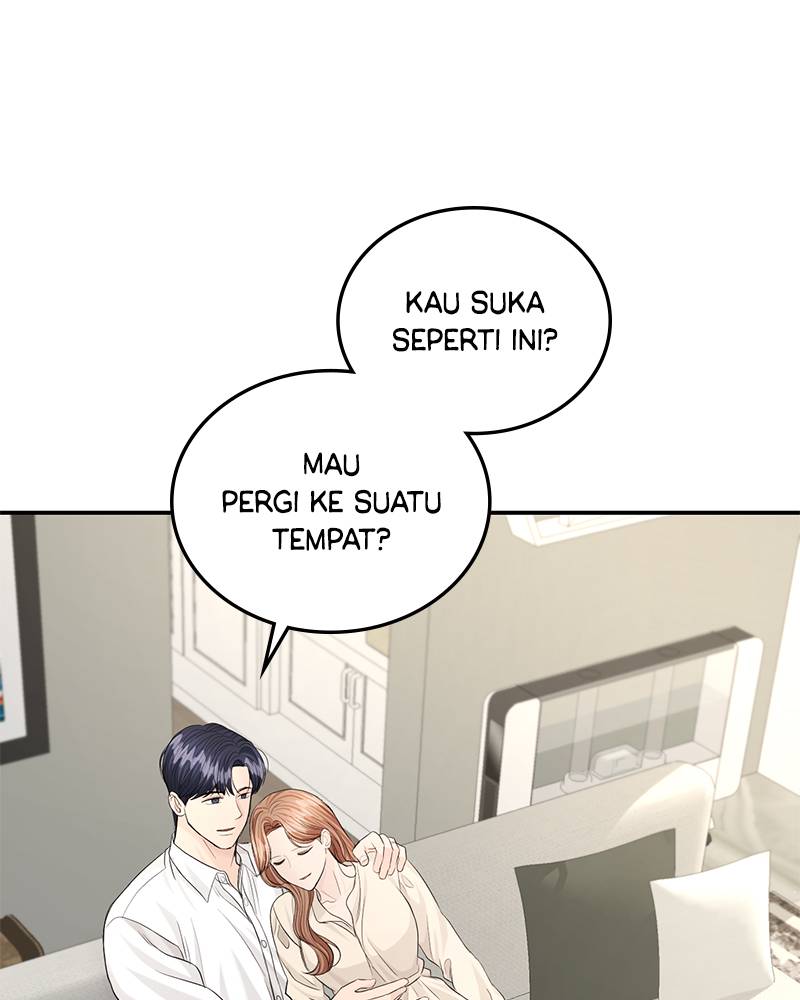 KAU SUKA
SEPERTI INI?
MAU
PERGI KE SUATU
TEMPAT?